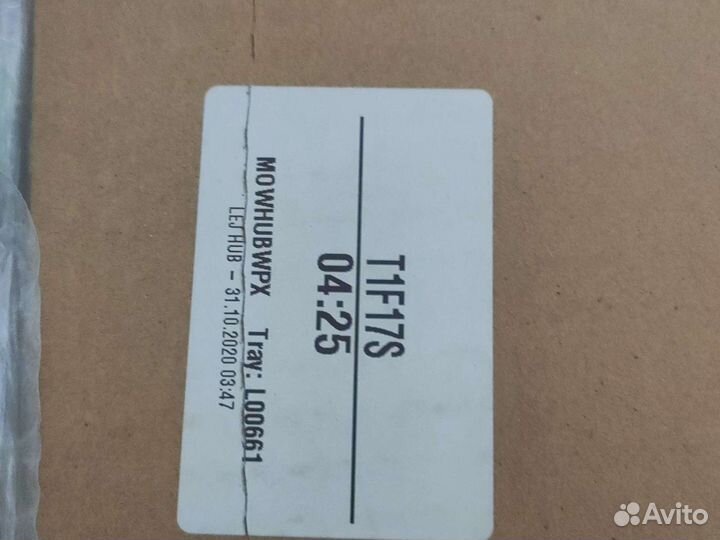 T1F17S
04:25
MOWHUBWPX Tray: L00661
LEJ HUB – 31.10.2020 03:47
Avito